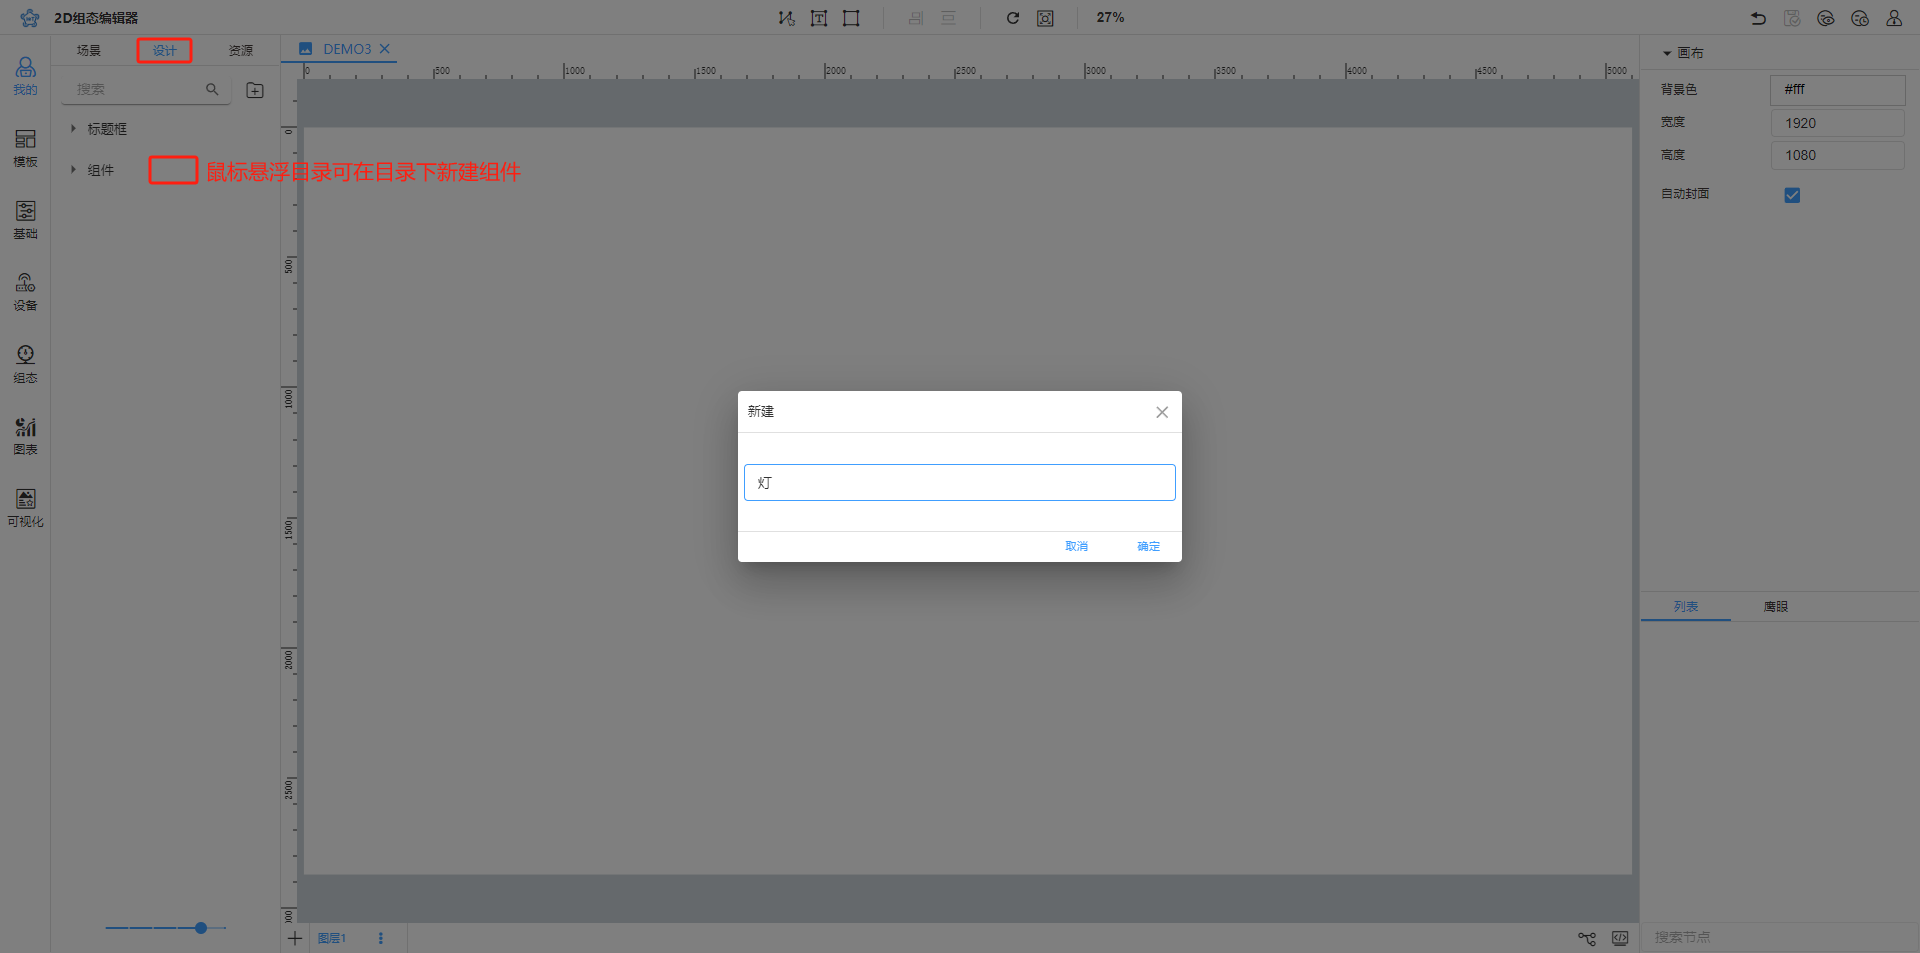 2D组态编辑器
27%
我的
模板
基础
设备
组态
图表
可视化
场景
设计
资源
搜索
标题框
组件
鼠标悬浮目录可在目录下新建组件
DEMO3
0 500 1000 1500 2000 2500 3000 3500 4000 4500 5000
0
500
1000
1500
2000
2500
新建
灯
取消 确定
图层1
画布
背景色 #fff
宽度 1920
高度 1080
自动封面
列表 鹰眼
搜索节点